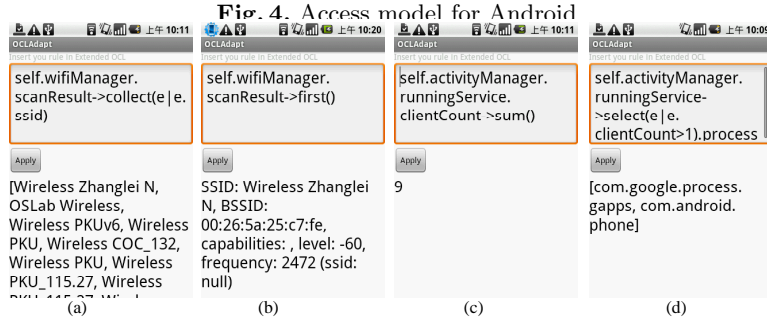 Fig. 4. Access model for Android
上午 10:11
上午 10:20
上午 10:11
上午 10:09
OCLAdapt
OCLAdapt
OCLAdapt
OCLAdapt
Insert you rule in Extended OCL
Insert you rule in Extended OCL
Insert you rule in Extended OCL
Insert you rule in Extended OCL
self.wifiManager.
scanResult->collect(e|e.
ssid)
self.wifiManager.
scanResult->first()
self.activityManager.
runningService.
clientCount >sum()
self.activityManager.
runningService-
>select(e|e.
clientCount>1).process
Apply
Apply
Apply
Apply
[Wireless Zhanglei N,
OSLab Wireless,
Wireless PKUv6, Wireless
PKU, Wireless COC_132,
Wireless PKU, Wireless
PKU_115.27, Wireless
SSID: Wireless Zhanglei
N, BSSID:
00:26:5a:25:c7:fe,
capabilities: , level: -60,
frequency: 2472 (ssid:
null)
9
[com.google.process.
gapps, com.android.
phone]
(a)
(b)
(c)
(d)